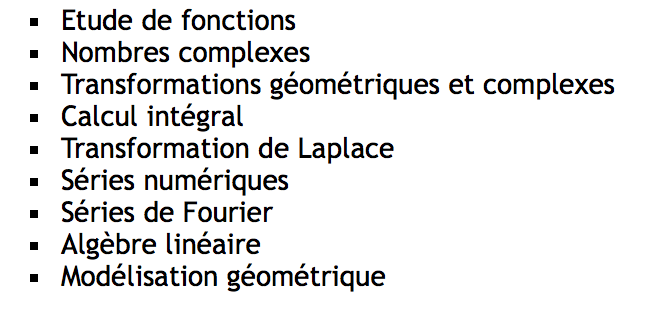 ▪ Etude de fonctions
▪ Nombres complexes
▪ Transformations géométriques et complexes
▪ Calcul intégral
▪ Transformation de Laplace
▪ Séries numériques
▪ Séries de Fourier
▪ Algèbre linéaire
▪ Modélisation géométrique